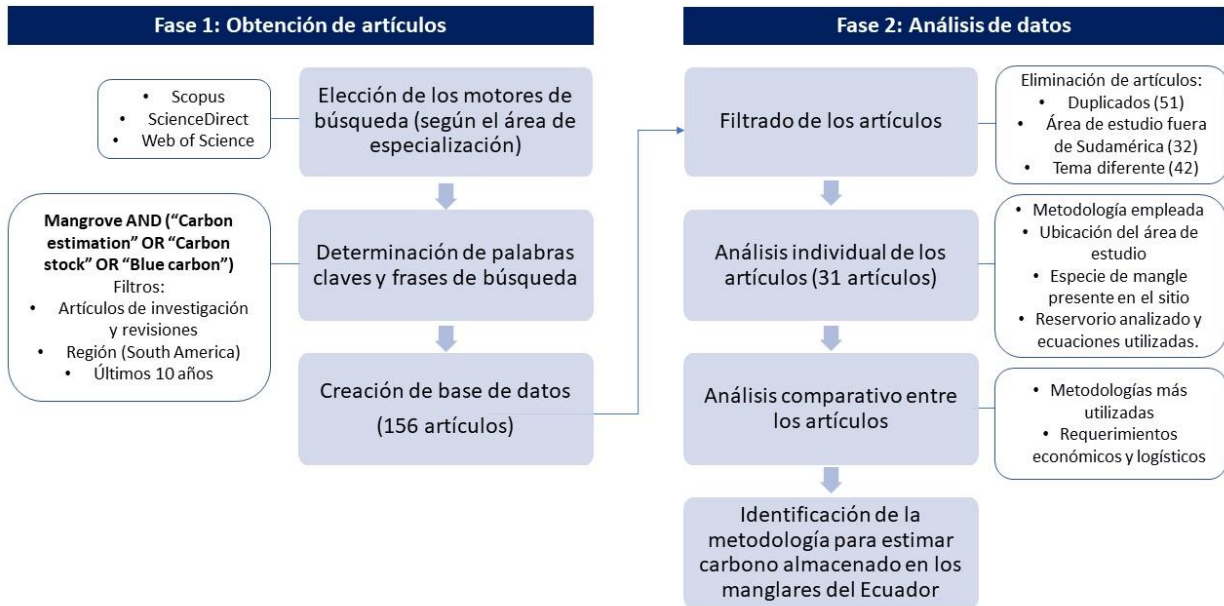 Fase 1: Obtención de artículos
• Scopus
• ScienceDirect
• Web of Science
Elección de los motores de
búsqueda (según el área de
especialización)
Mangrove AND (“Carbon
estimation” OR “Carbon
stock” OR “Blue carbon”)
Filtros:
• Artículos de investigación
y revisiones
• Región (South America)
• Últimos 10 años
Determinación de palabras
claves y frases de búsqueda
Creación de base de datos
(156 artículos)
Fase 2: Análisis de datos
Filtrado de los artículos
Eliminación de artículos:
• Duplicados (51)
• Área de estudio fuera
de Sudamérica (32)
• Tema diferente (42)
Análisis individual de los
artículos (31 artículos)
• Metodología empleada
• Ubicación del área de
estudio
• Especie de mangle
presente en el sitio
• Reservorio analizado y
ecuaciones utilizadas.
Análisis comparativo entre
los artículos
• Metodologías más
utilizadas
• Requerimientos
económicos y logísticos
Identificación de la
metodología para estimar
carbono almacenado en los
manglares del Ecuador